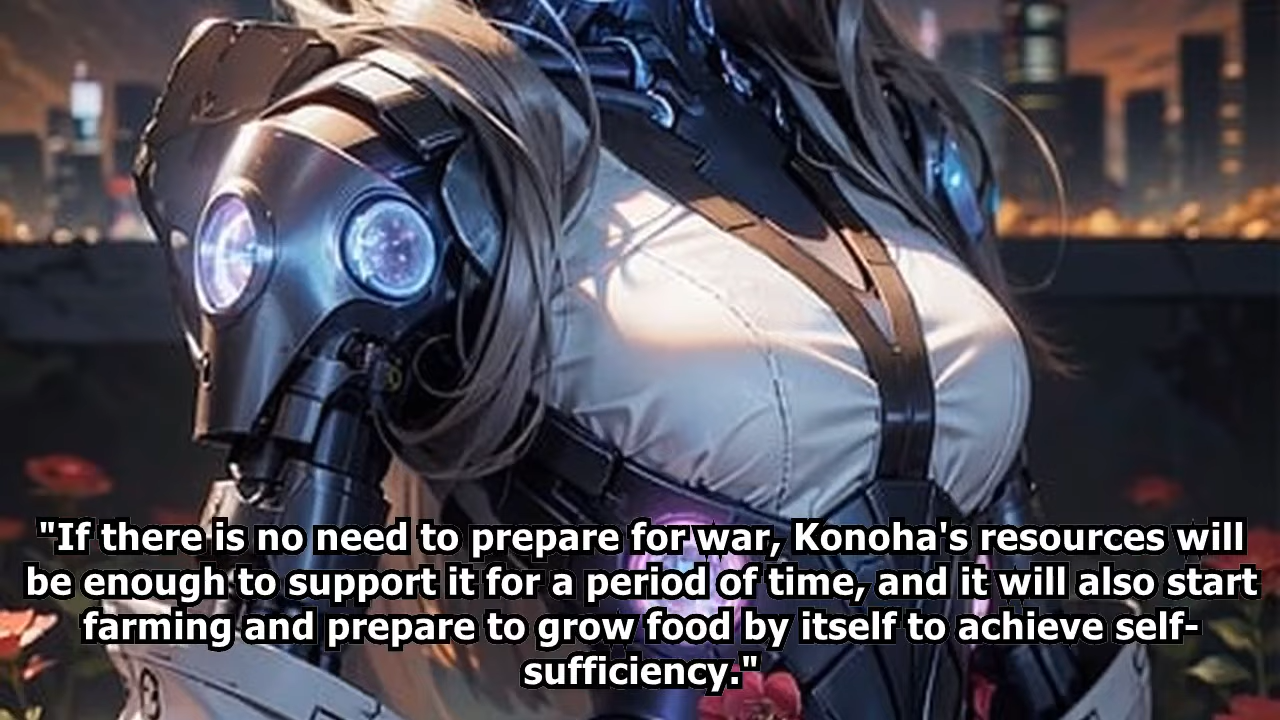 "If there is no need to prepare for war, Konoha's resources will
be enough to support it for a period of time, and it will also start
farming and prepare to grow food by itself to achieve self-
sufficiency."